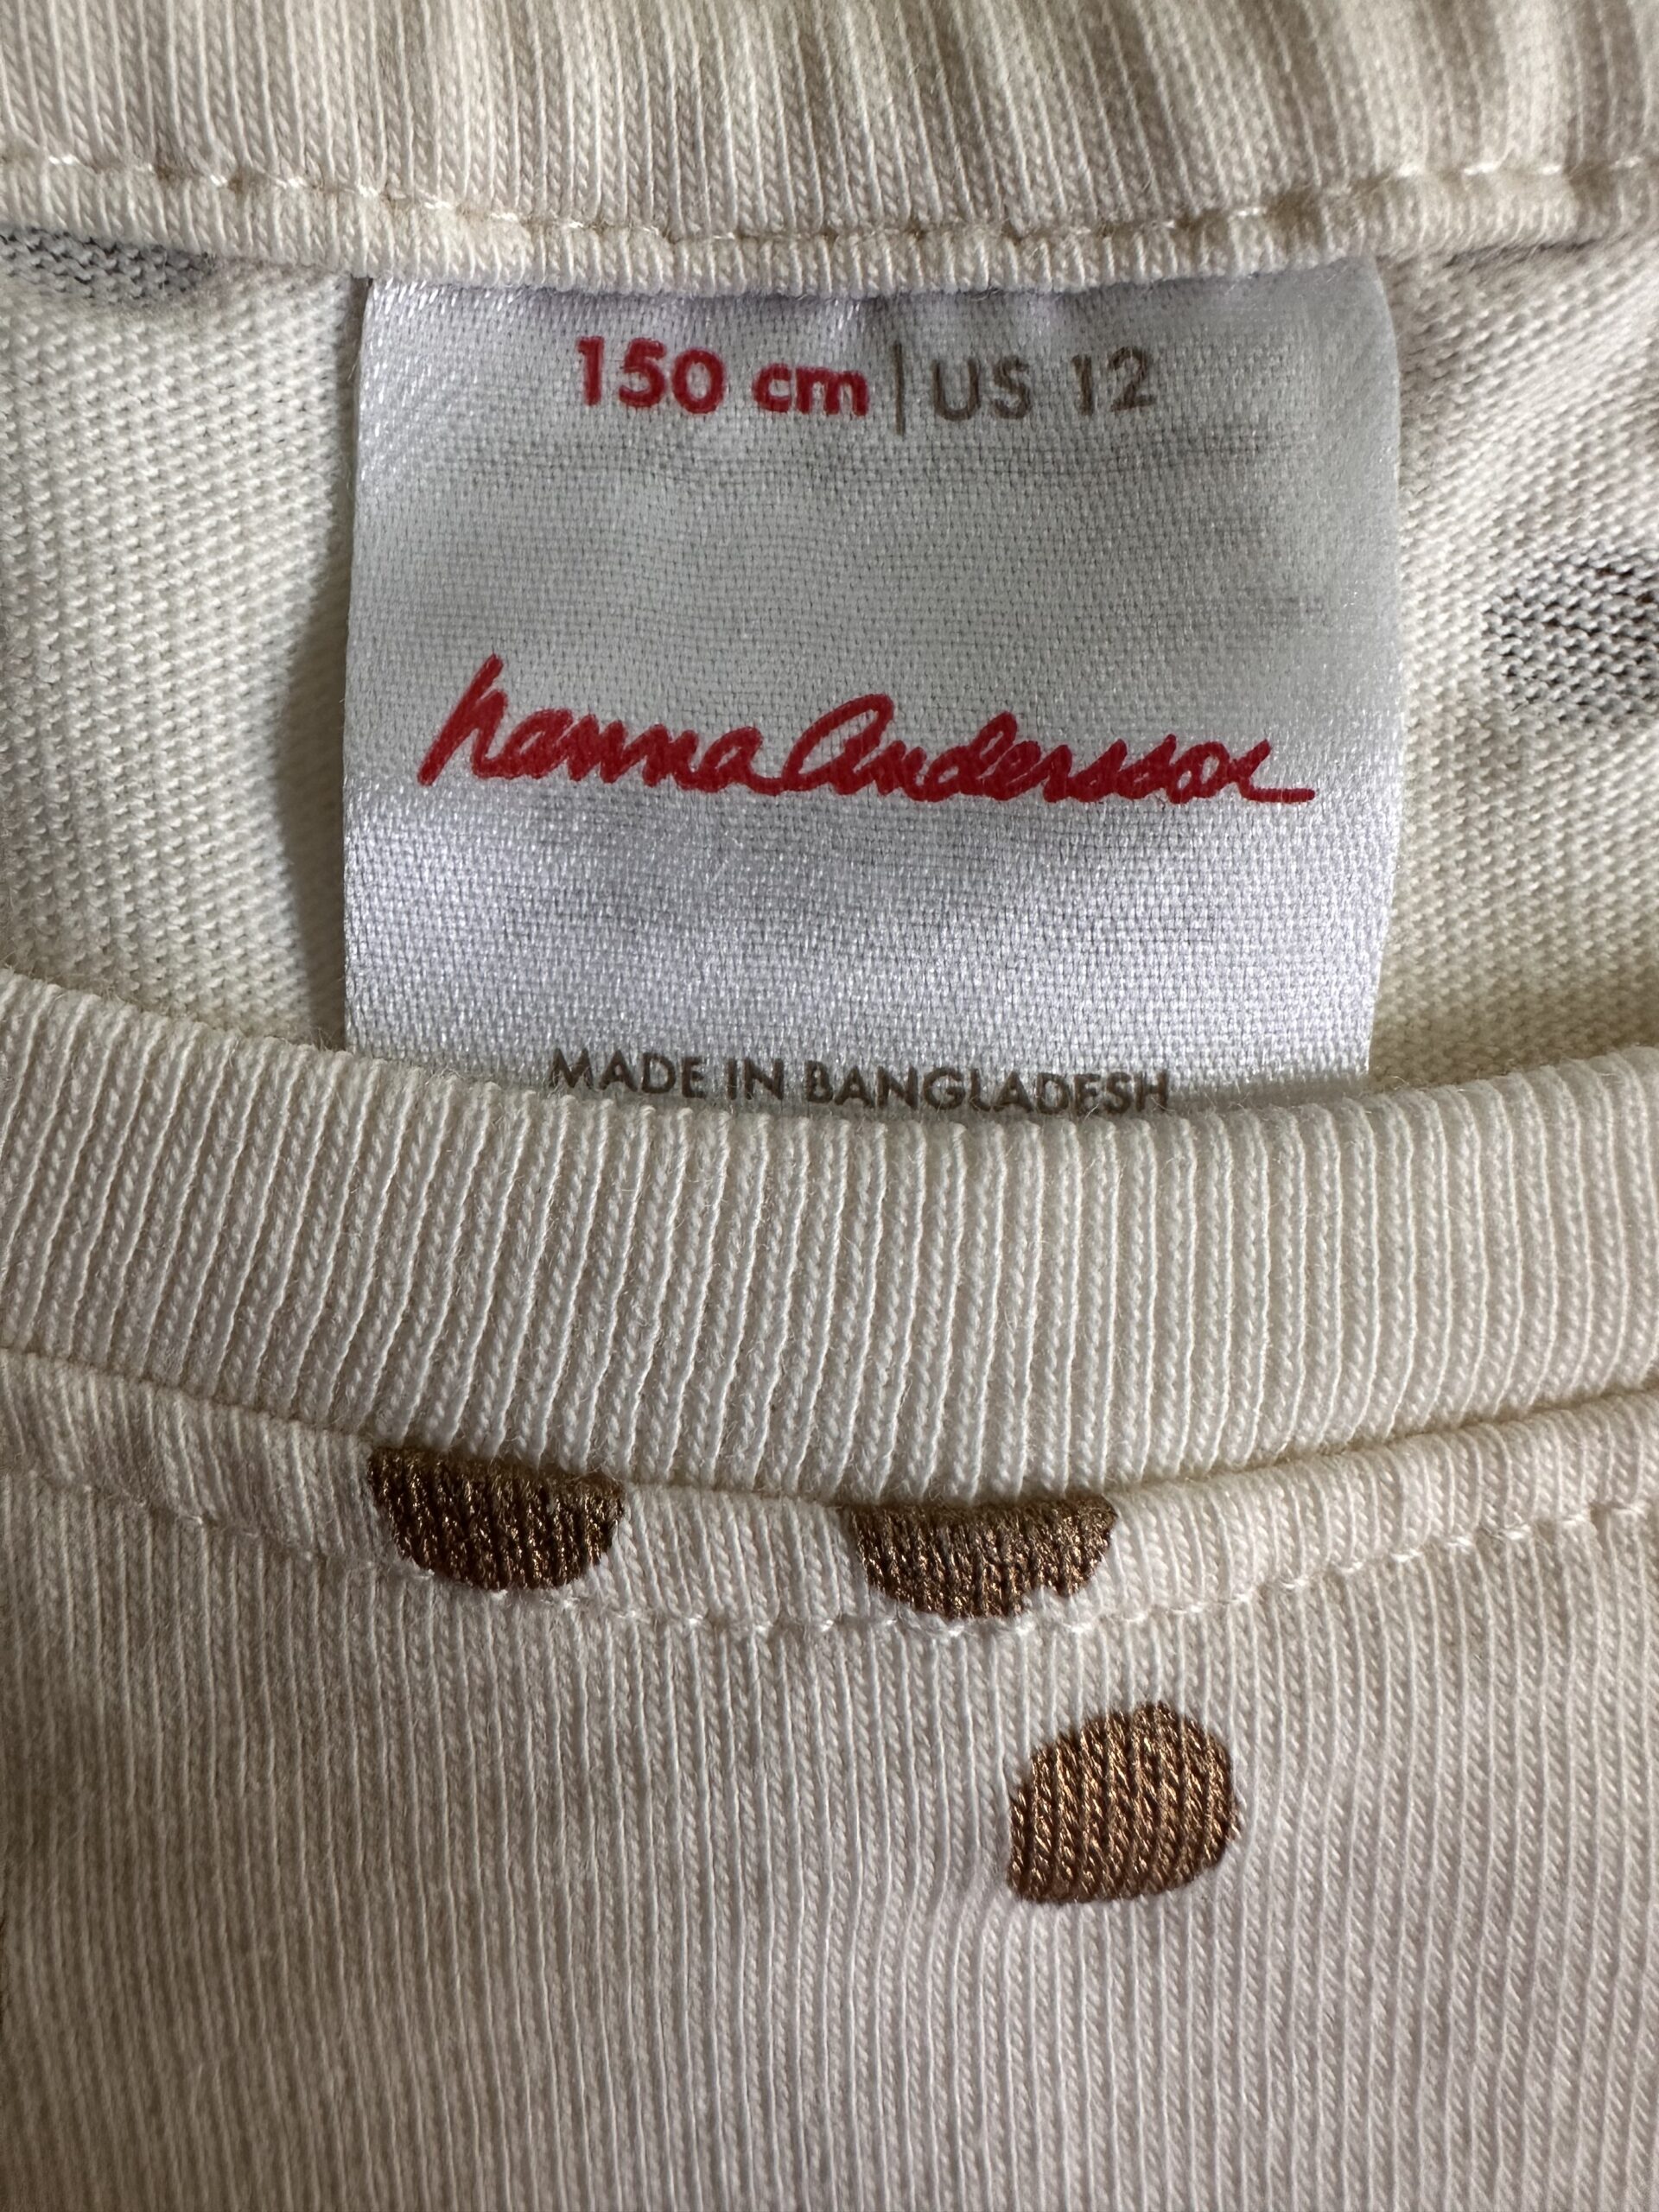 150 cm | US 12
hanna Andersson
MADE IN BANGLADESH